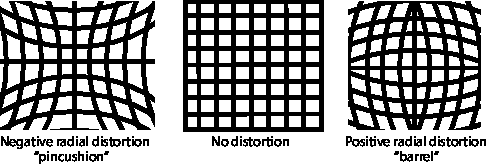 Negative radial distortion
"pincushion"
No distortion
Positive radial distortion
"barrel"